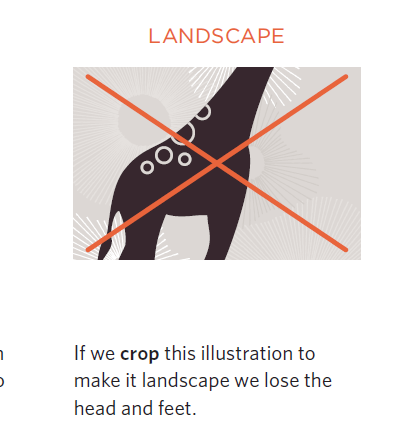 LANDSCAPE
If we crop this illustration to
make it landscape we lose the
head and feet.